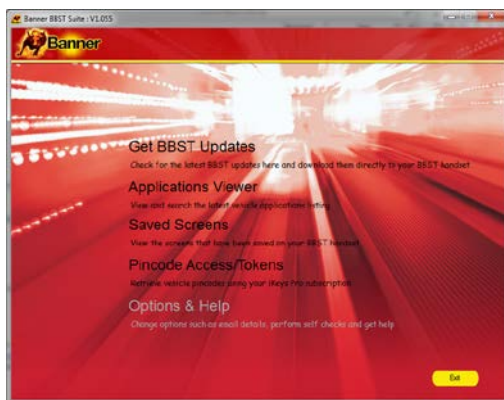 Banner BBST Suite : V1.055
Banner
Get BBST Updates
Check for the latest BBST updates here and download them directly to your BBST handset.
Applications Viewer
View and search the latest vehicle applications listing.
Saved Screens
View the screens that have been saved on your BBST handset.
Pincode Access/Tokens
Retrieve vehicle pincodes using your iKeys Pro subscription.
Options & Help
Change options such as email details, perform self checks and get help.
Exit